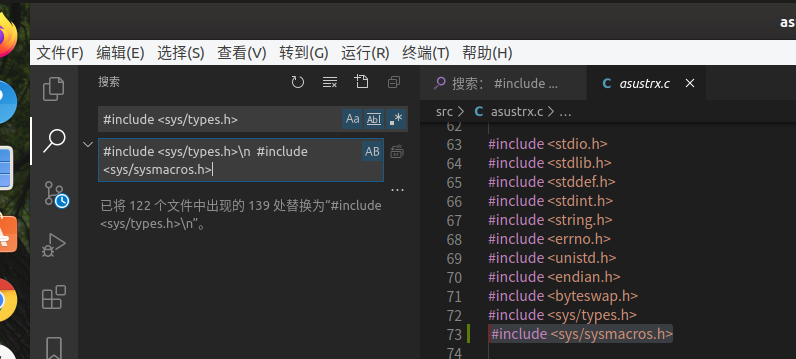 as
文件(F) 编辑(E) 选择(S) 查看(V) 转到(G) 运行(R) 终端(T) 帮助(H)
搜索
#include <sys/types.h>
Aa Abl .*
#include <sys/types.h>\n  #include
<sys/sysmacros.h>
AB
...
已将 122 个文件中出现的 139 处替换为“#include
<sys/types.h>\n”。
搜索: #include ...
C asustrx.c
src > C asustrx.c > ...
62
63 #include <stdio.h>
64 #include <stdlib.h>
65 #include <stddef.h>
66 #include <stdint.h>
67 #include <string.h>
68 #include <errno.h>
69 #include <unistd.h>
70 #include <endian.h>
71 #include <byteswap.h>
72 #include <sys/types.h>
73 #include <sys/sysmacros.h>
74